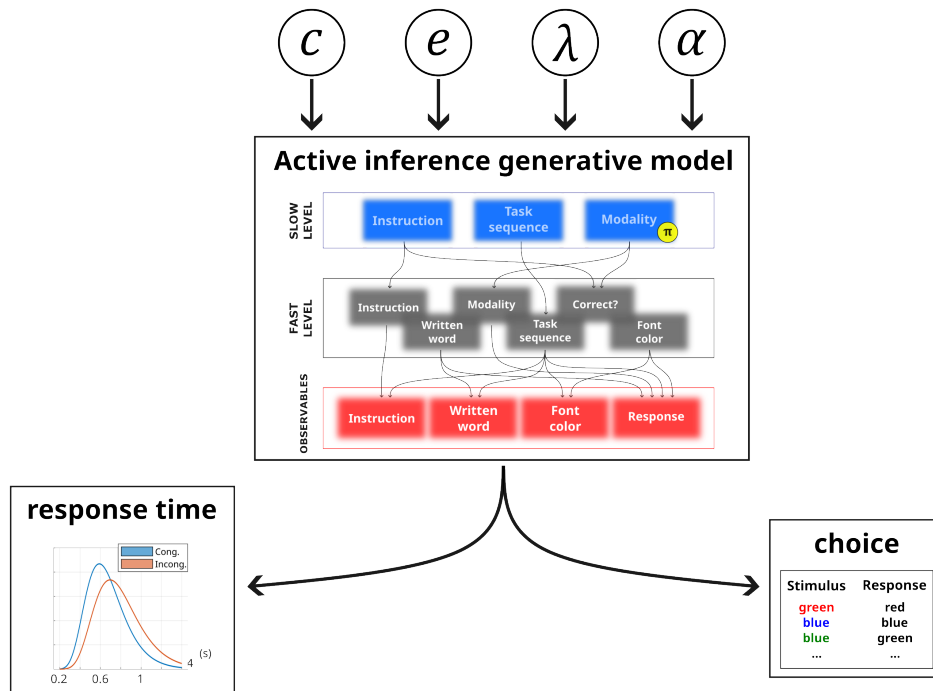 c e λ α
Active inference generative model
SLOW
LEVEL
Instruction
Task
sequence
Modality
π
FAST
LEVEL
Instruction
Modality
Correct?
Written
word
Task
sequence
Font
color
OBSERVABLES
Instruction
Written
word
Font
color
Response
response time
Cong.
Incong.
4 (s)
0.2 0.6 1
choice
Stimulus Response
green red
blue blue
blue green
... ...